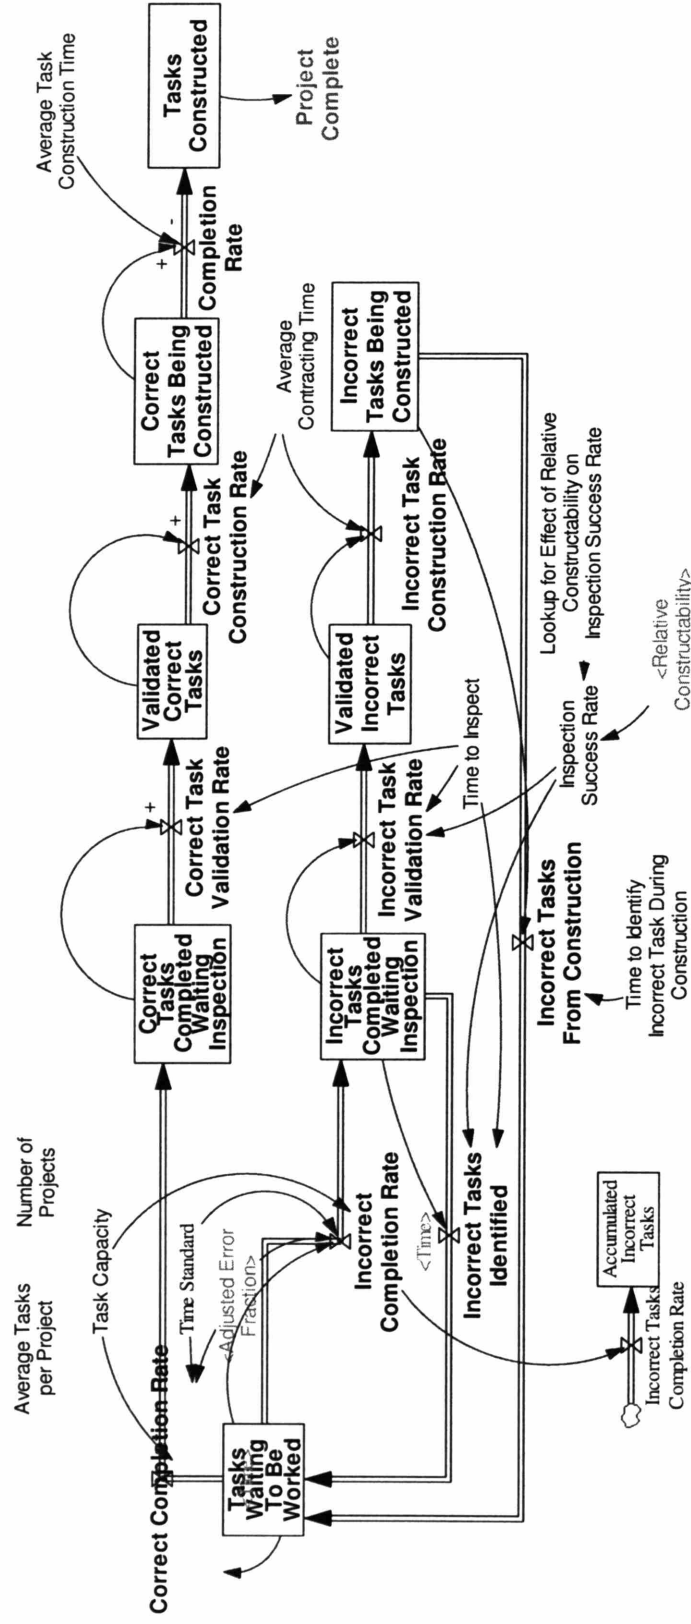 Average Tasks
per Project
Number of
Projects
Average Task
Construction Time
Task Capacity
Correct Completion Rate
Time Standard
<Adjusted Error
Fraction>
Tasks
Waiting
To Be
Worked
Correct
Tasks
Completed
Waiting
Inspection
+
Correct Task
Validation Rate
Validated
Correct
Tasks
+
Correct Task
Construction Rate
Correct
Tasks Being
Constructed
+
-
Completion
Rate
Tasks
Constructed
Project
Complete
Average
Contracting Time
Incorrect
Completion Rate
Incorrect
Tasks
Completed
Waiting
Inspection
Incorrect Task
Validation Rate
Validated
Incorrect
Tasks
Incorrect Task
Construction Rate
Incorrect
Tasks Being
Constructed
<Time>
Incorrect Tasks
Identified
Time to Inspect
Incorrect Tasks
From Construction
Inspection
Success Rate
Lookup for Effect of Relative
Constructability on
Inspection Success Rate
<Relative
Constructability>
Time to Identify
Incorrect Task During
Construction
Accumulated
Incorrect
Tasks
Incorrect Tasks
Completion Rate